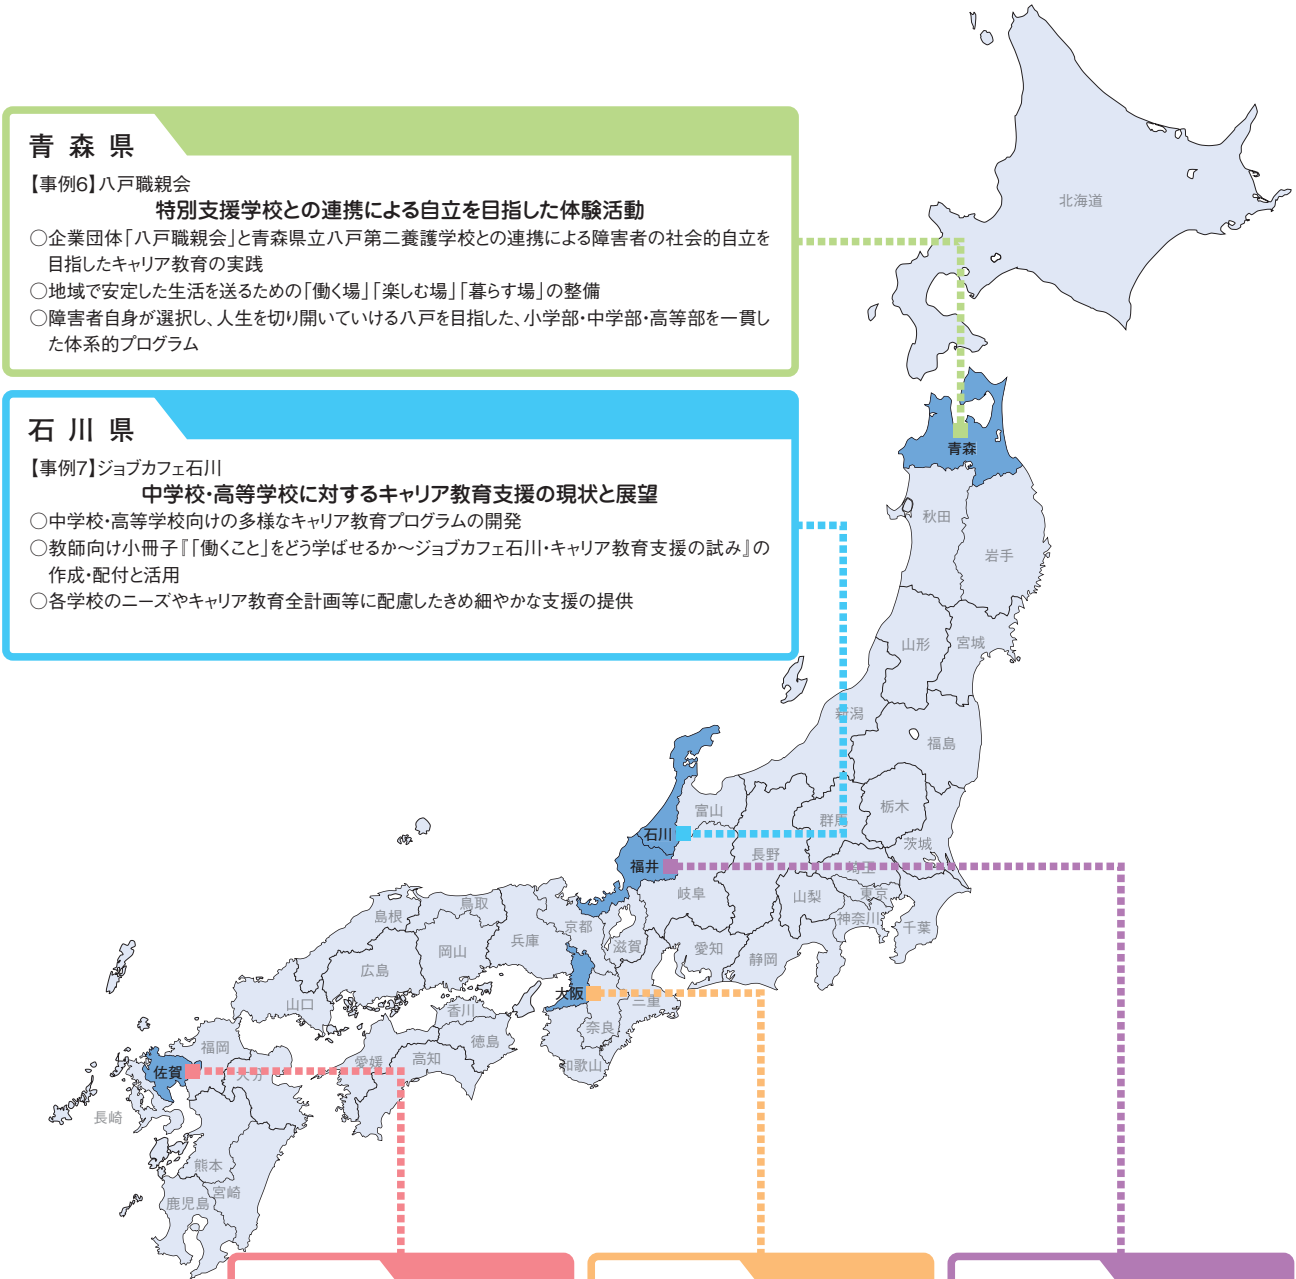 青森県
【事例6】八戸職親会
特別支援学校との連携による自立を目指した体験活動
○企業団体「八戸職親会」と青森県立八戸第二養護学校との連携による障害者の社会的自立を
目指したキャリア教育の実践
○地域で安定した生活を送るための「働く場」「楽しむ場」「暮らす場」の整備
○障害者自身が選択し、人生を切り開いていける八戸を目指した、小学部・中学部・高等部を一貫し
た体系的プログラム
石川県
【事例7】ジョブカフェ石川
中学校・高等学校に対するキャリア教育支援の現状と展望
○中学校・高等学校向けの多様なキャリア教育プログラムの開発
○教師向け小冊子『「働くこと」をどう学ばせるか～ジョブカフェ石川・キャリア教育支援の試み』の
作成・配付と活用
○各学校のニーズやキャリア教育全計画等に配慮したきめ細やかな支援の提供
北海道
青森
秋田
岩手
山形
宮城
新潟
福島
富山
石川
群馬
栃木
茨城
長野
福井
埼玉
岐阜
山梨
東京
神奈川
千葉
鳥取
島根
京都
兵庫
滋賀
愛知
静岡
岡山
広島
大阪
三重
山口
香川
奈良
徳島
福岡
愛媛
高知
和歌山
佐賀
大分
長崎
熊本
宮崎
鹿児島